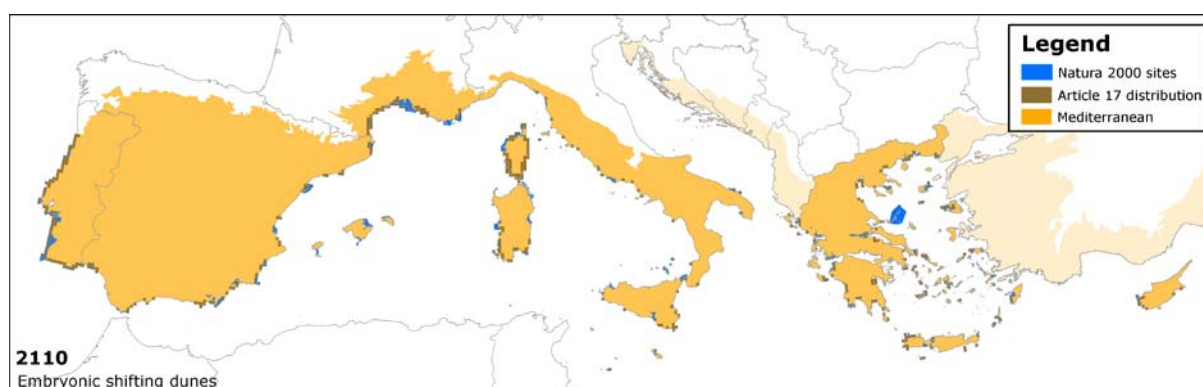 Legend
Natura 2000 sites
Article 17 distribution
Mediterranean
2110
Embryonic shifting dunes